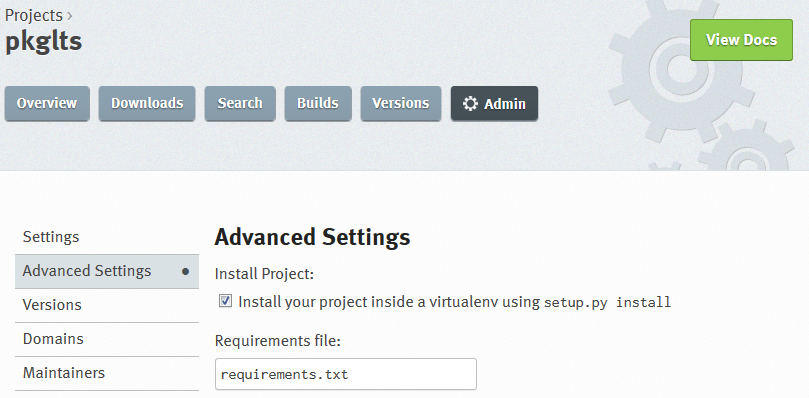 Projects ›
pkglts
View Docs
Overview Downloads Search Builds Versions Admin
Settings
Advanced Settings
Versions
Domains
Maintainers
Advanced Settings
Install Project:
Install your project inside a virtualenv using setup.py install
Requirements file:
requirements.txt